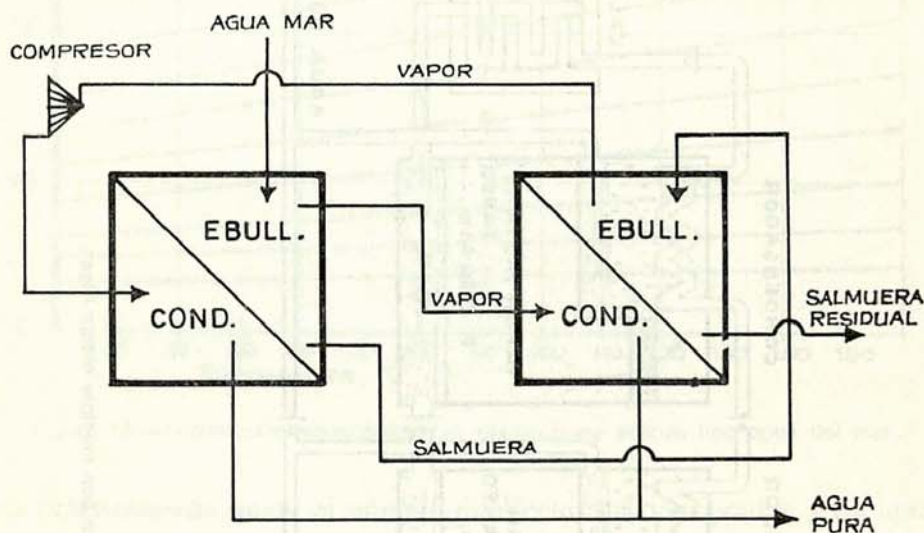 AGUA MAR
COMPRESOR
VAPOR
EBULL.
EBULL.
VAPOR
COND.
COND.
SALMUERA
RESIDUAL
SALMUERA
AGUA
PURA